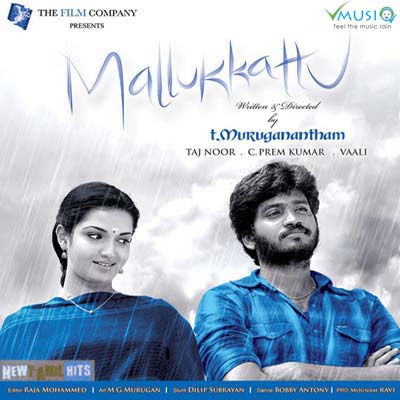 THE FILM COMPANY
PRESENTS
VMUSIQ
feel the music rain
Mallukkattu
Written & Directed
by
t.Muruganantham
TAJ NOOR . C.PREM KUMAR . VAALI
NEW TAMIL HITS
Editer RAJA MOHAMMED | Art M.G.MURUGAN | Stunt DILIP SUBRAYAN | Dance BOBBY ANTONY | PRO MOUNAM RAVI